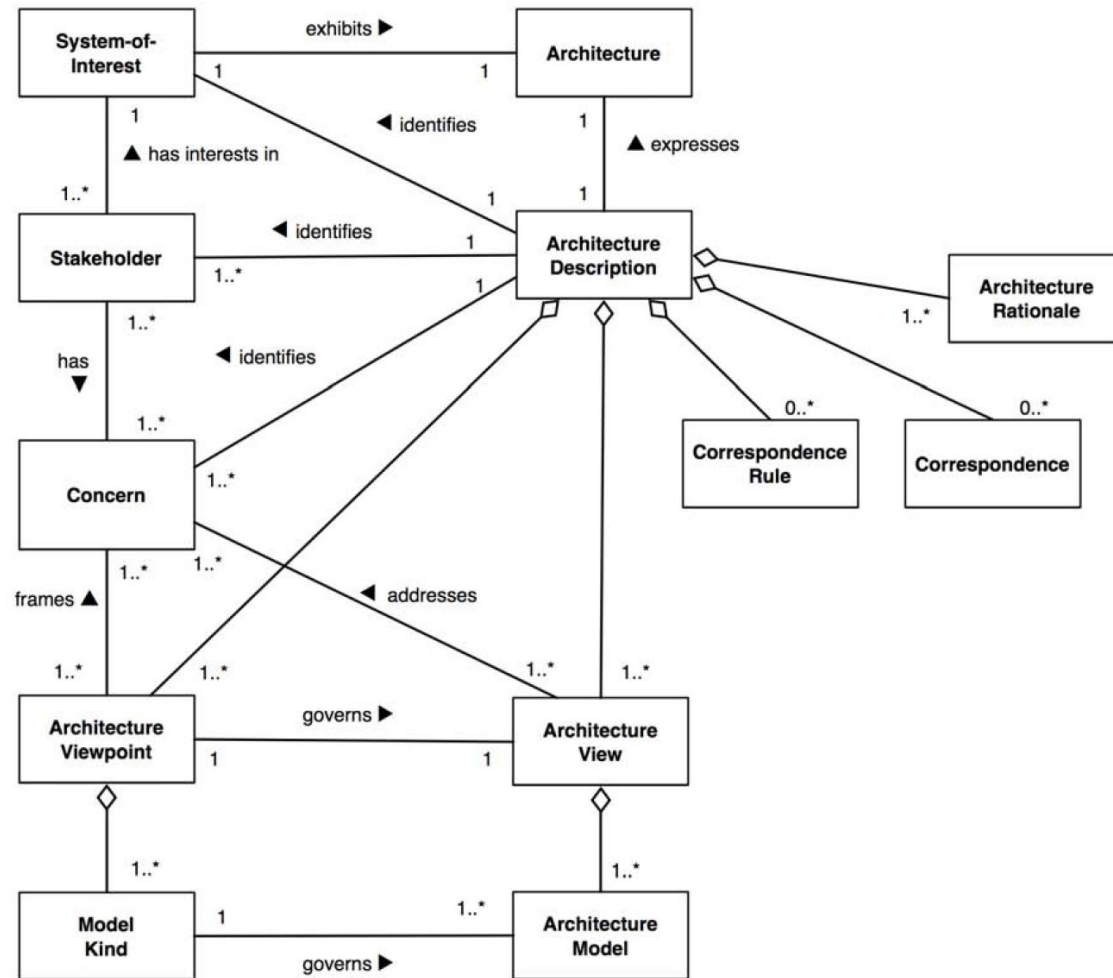 System-of-
Interest
exhibits ▶
1
1
Architecture
1
◀ identifies
1
▲ has interests in
▲ expresses
1..*
1
1
Stakeholder
◀ identifies
1
1..*
Architecture
Description
1
Architecture
Rationale
1..*
1..*
has
▼
◀ identifies
1..*
0..*
0..*
Concern
1..*
Correspondence
Rule
Correspondence
1..*
1..*
frames ▲
◀ addresses
1..*
1..*
1..*
1..*
Architecture
Viewpoint
governs ▶
1
1
Architecture
View
1..*
1..*
Model
Kind
1
1..*
governs ▶
Architecture
Model